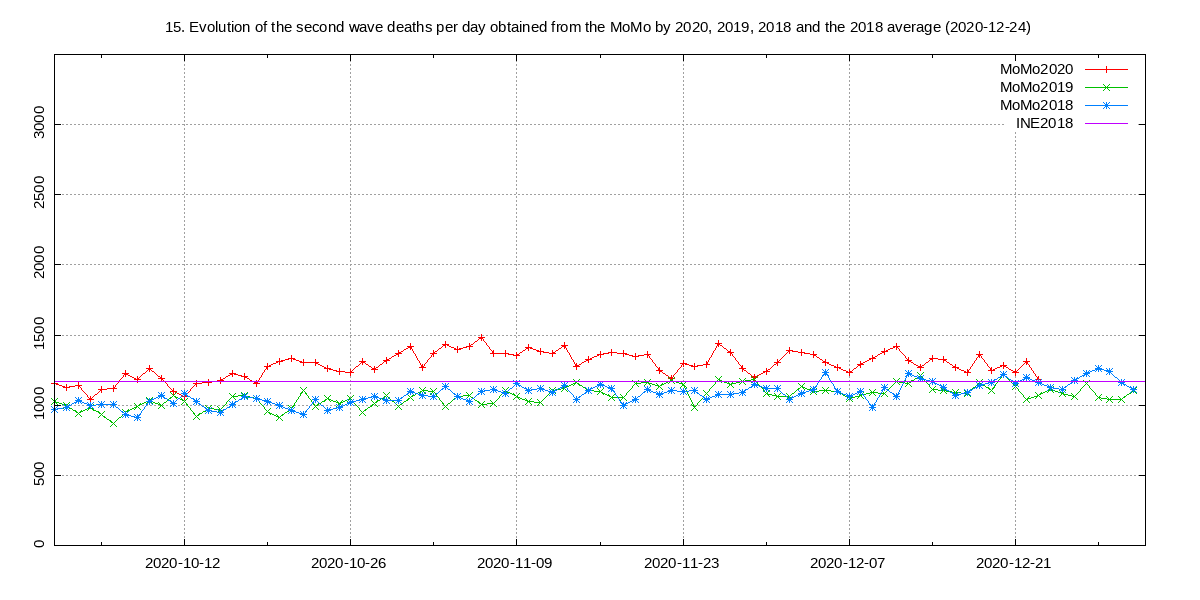 15. Evolution of the second wave deaths per day obtained from the MoMo by 2020, 2019, 2018 and the 2018 average (2020-12-24)
MoMo2020
MoMo2019
MoMo2018
INE2018
3000
2500
2000
1500
1000
500
0
2020-10-12 2020-10-26 2020-11-09 2020-11-23 2020-12-07 2020-12-21